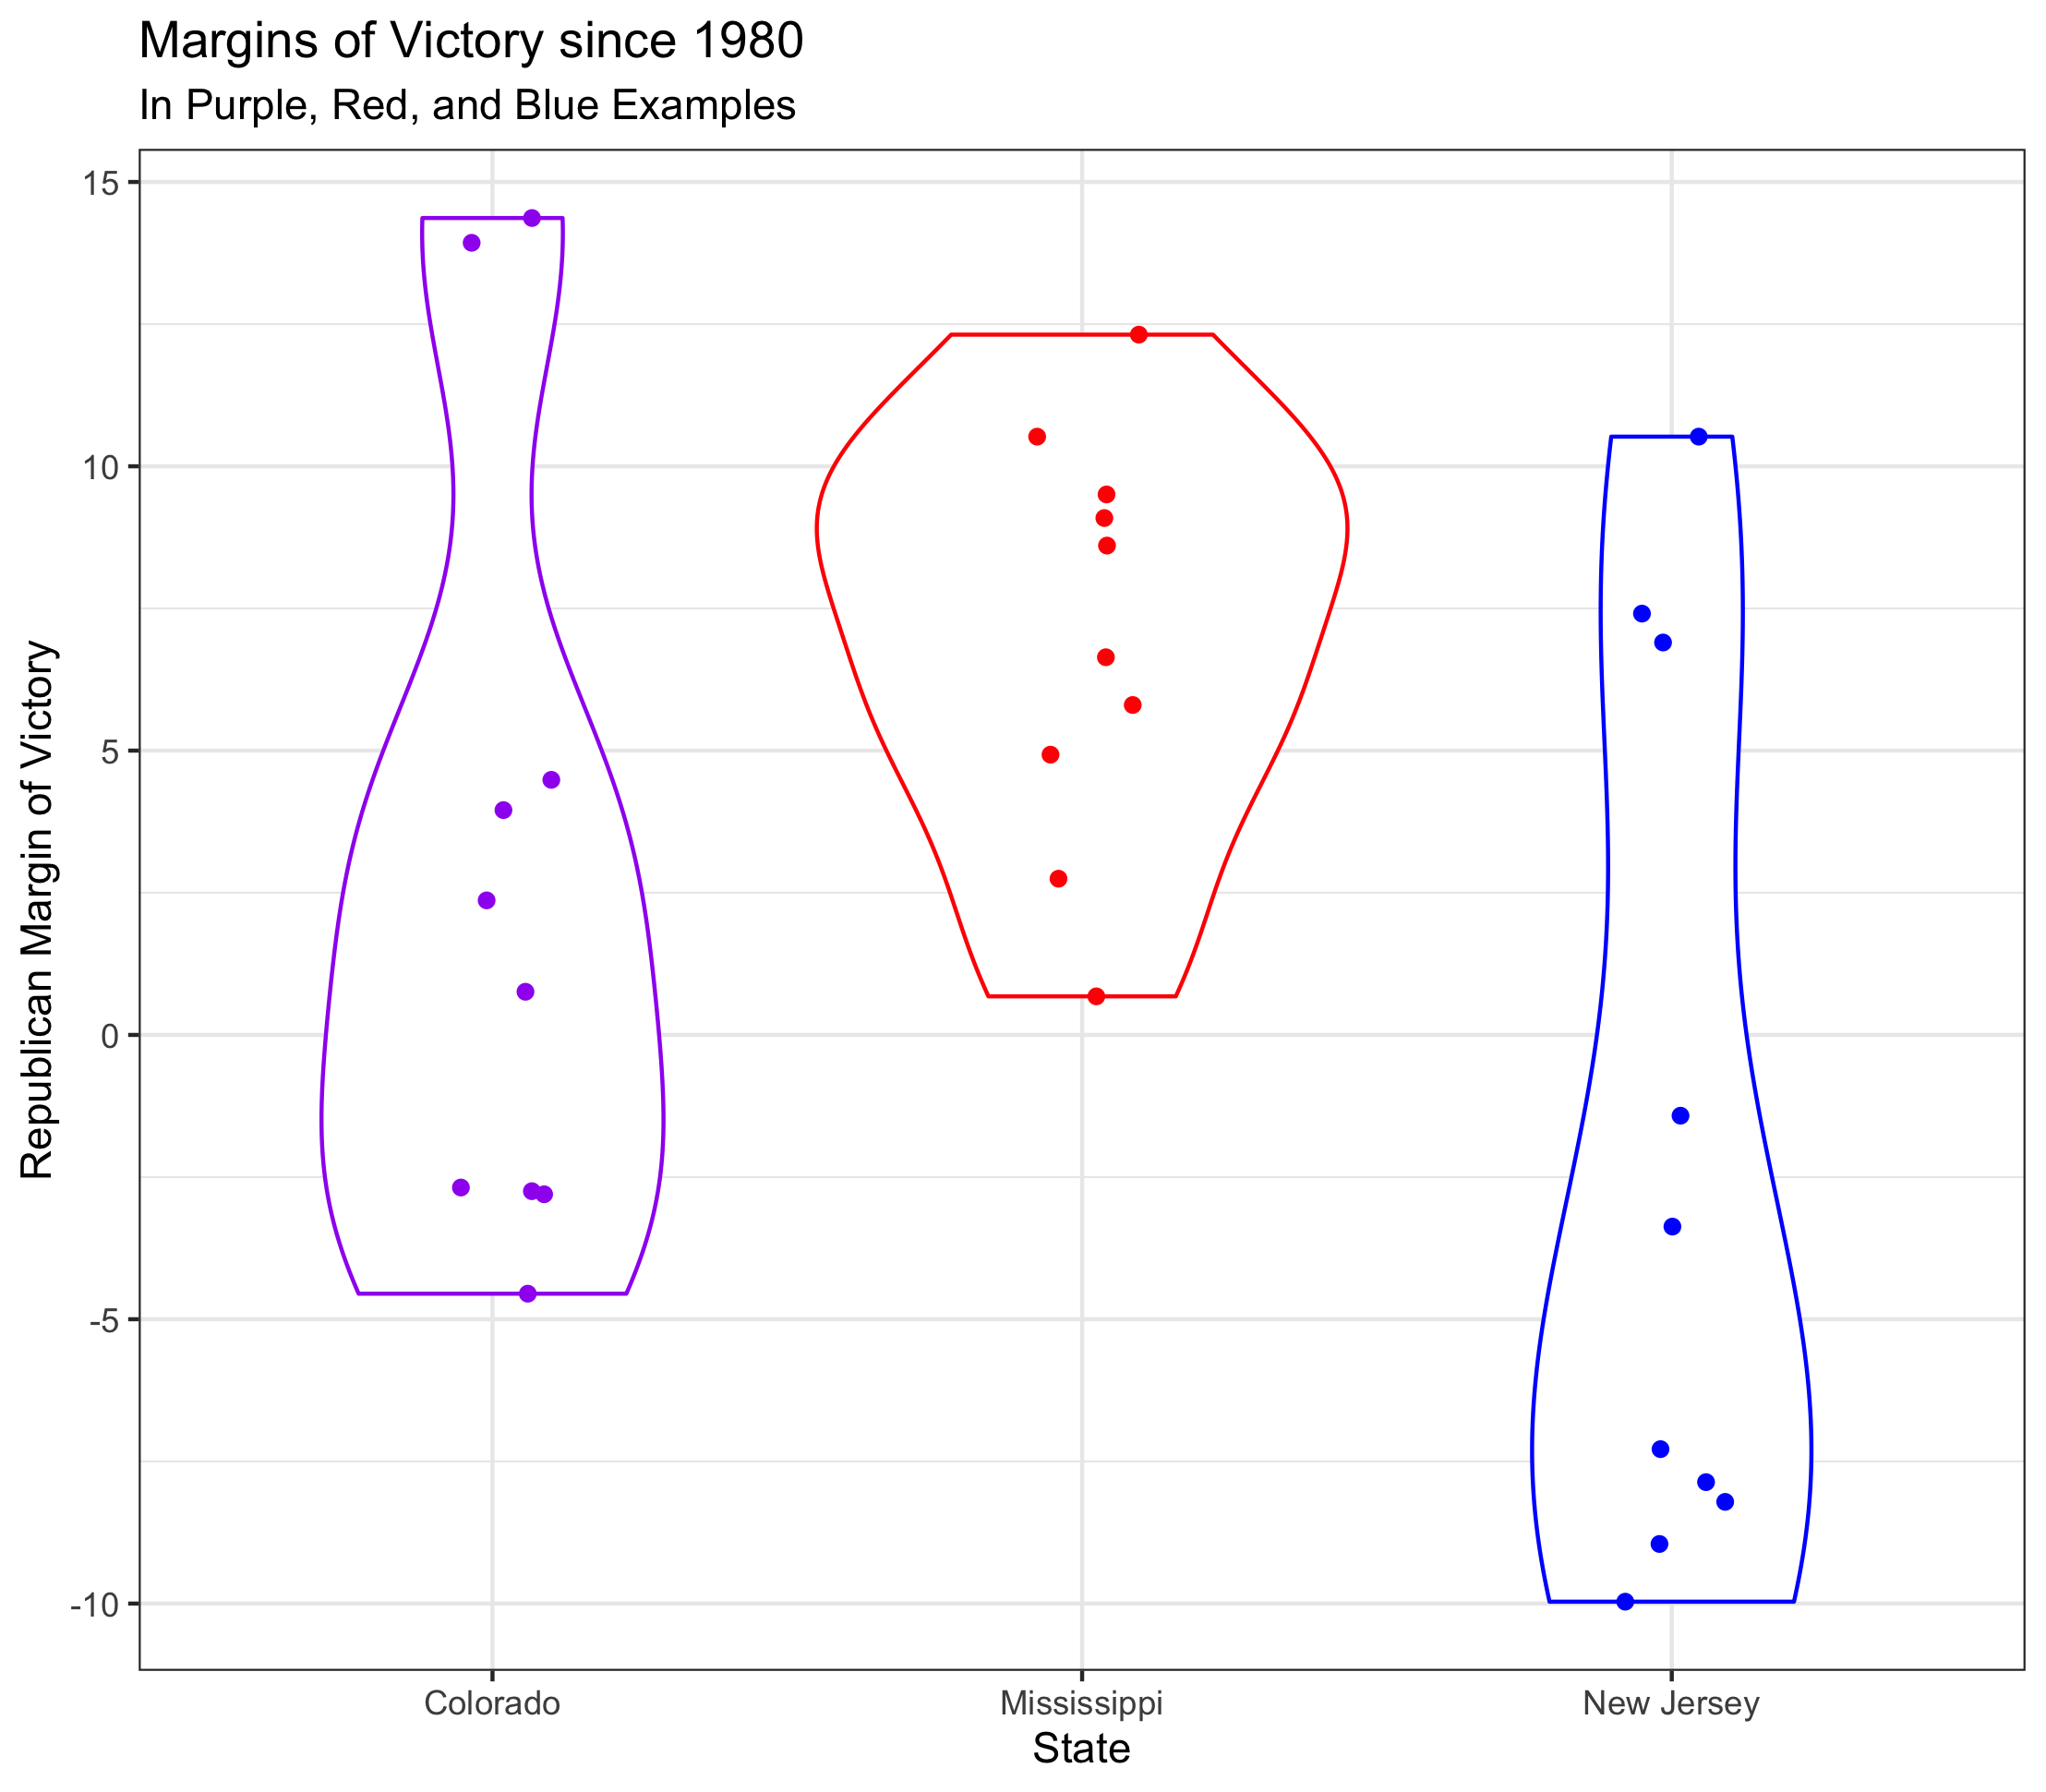 Margins of Victory since 1980
In Purple, Red, and Blue Examples
Republican Margin of Victory
15
10
5
0
-5
-10
Colorado
Mississippi
New Jersey
State